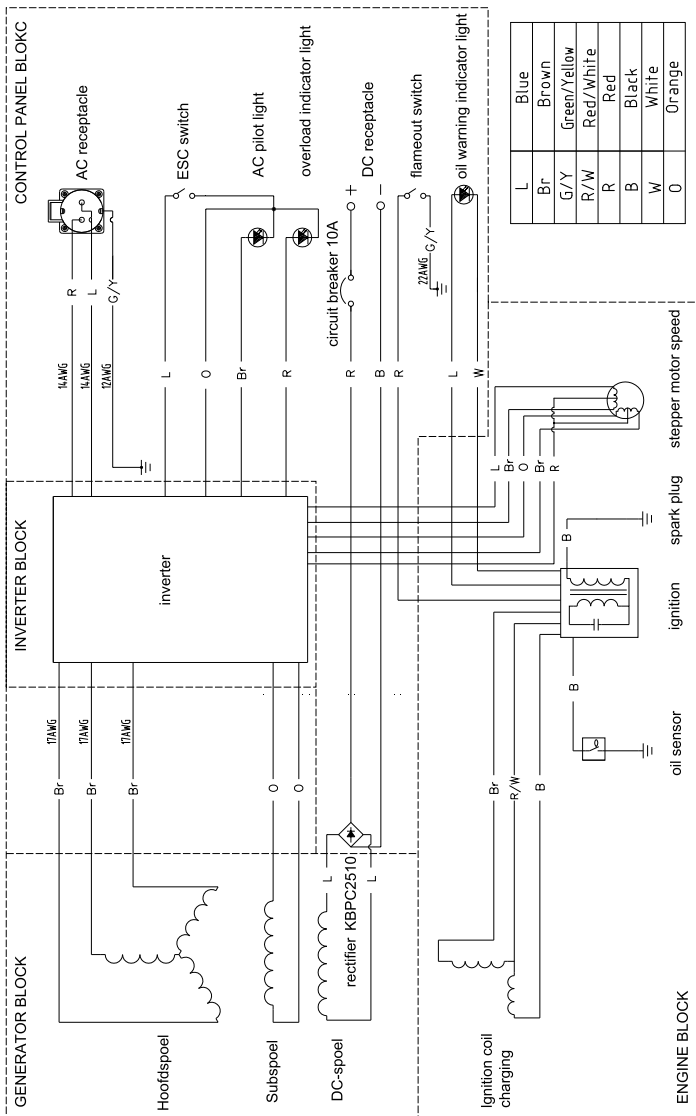 CONTROL PANEL BLOKC
AC receptacle
ESC switch
AC pilot light
overload indicator light
circuit breaker 10A
+
DC receptacle
−
flameout switch
oil warning indicator light
R
L
G/Y
14AWG
14AWG
12AWG
22AWG
G/Y
L
O
Br
R
R
B
R
L
W
L Blue
Br Brown
G/Y Green/Yellow
R/W Red/White
R Red
B Black
W White
O Orange
INVERTER BLOCK
inverter
17AWG
17AWG
17AWG
Br
Br
Br
O
O
GENERATOR BLOCK
Hoofdspoel
Subspoel
DC-spoel
L
L
rectifier KBPC2510
L
Br
O
Br
R
stepper motor speed
spark plug
B
ignition
B
oil sensor
Br
R/W
B
Ignition coil
charging
ENGINE BLOCK